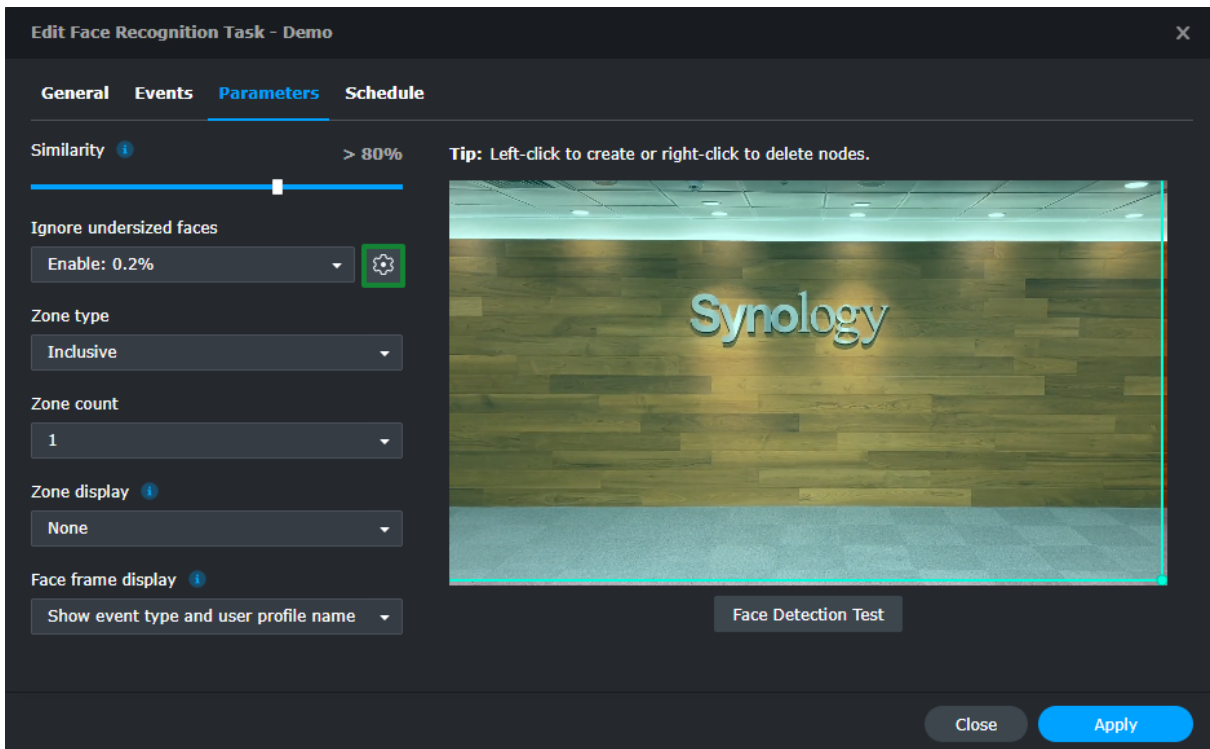 Edit Face Recognition Task - Demo
General Events Parameters Schedule
Similarity i > 80%
Ignore undersized faces
Enable: 0.2%
Zone type
Inclusive
Zone count
1
Zone display i
None
Face frame display i
Show event type and user profile name
Tip: Left-click to create or right-click to delete nodes.
Synology
Face Detection Test
Close Apply